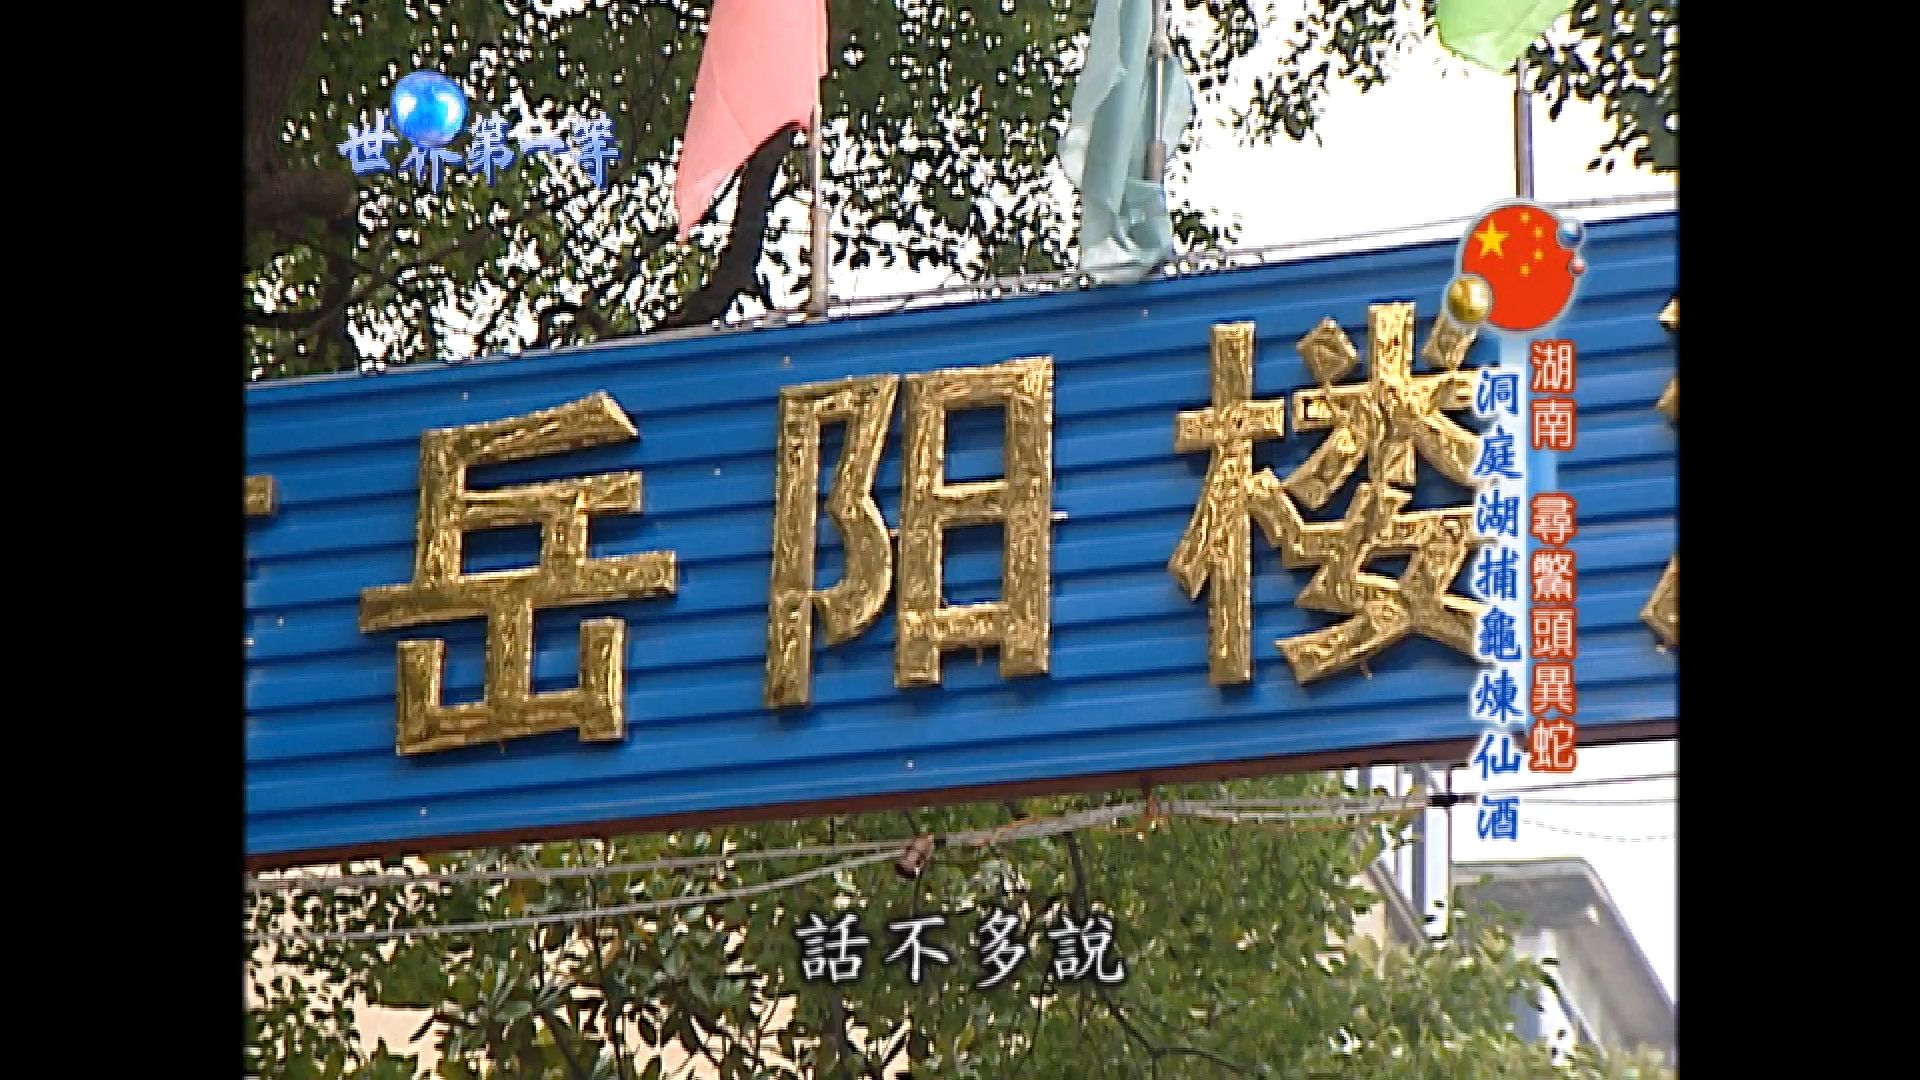 世界第一等
岳阳楼
湖南 尋鱉頭異蛇
洞庭湖捕龜煉仙酒
話不多說